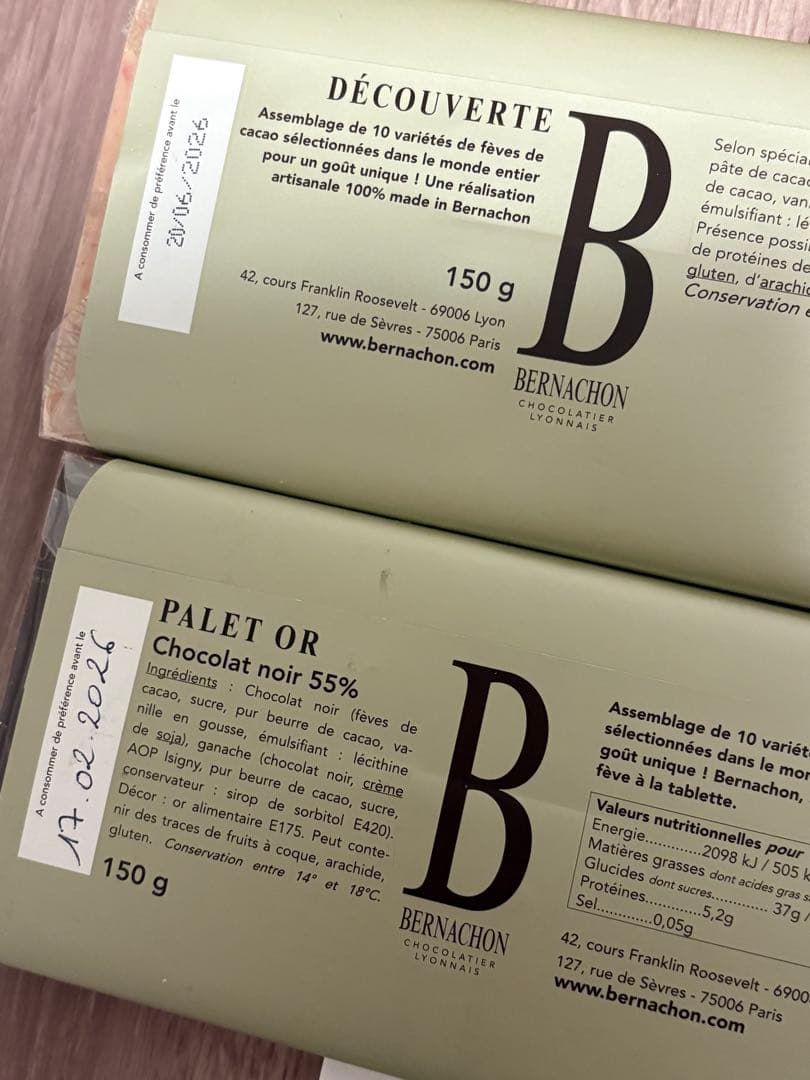 A consommer de préférence avant le
20/06/2026
DÉCOUVERTE
Assemblage de 10 variétés de fèves de
cacao sélectionnées dans le monde entier
pour un goût unique ! Une réalisation
artisanale 100% made in Bernachon
150 g
42, cours Franklin Roosevelt - 69006 Lyon
127, rue de Sèvres - 75006 Paris
www.bernachon.com
B
BERNACHON
CHOCOLATIER
LYONNAIS
Selon
pâte de
de cacao,
émulsifiant :
Présence
de protéines de
gluten,
Conservation
A consommer de préférence avant le
17.02.2026
PALET OR
Chocolat noir 55%
Ingrédients : Chocolat noir (fèves de
cacao, sucre, pur beurre de cacao, va-
nille en gousse, émulsifiant : lécithine
de soja), ganache (chocolat noir, crème
AOP Isigny, pur beurre de cacao, sucre,
conservateur : sirop de sorbitol E420).
Décor : or alimentaire E175. Peut conte-
nir des traces de fruits à coque, arachide,
gluten. Conservation entre 14° et 18°C.
150 g
B
BERNACHON
CHOCOLATIER
LYONNAIS
Assemblage de 10
sélectionnées dans le
goût unique ! Bernachon,
fève à la tablette.
Valeurs nutritionnelles pour
Energie............2098 kJ / 505
Matières grasses dont acides gras
Glucides dont sucres............ 37g /
Protéines............5,2g
Sel............0,05g
42, cours Franklin Roosevelt -
127, rue de Sèvres - 75006 Paris
www.bernachon.com